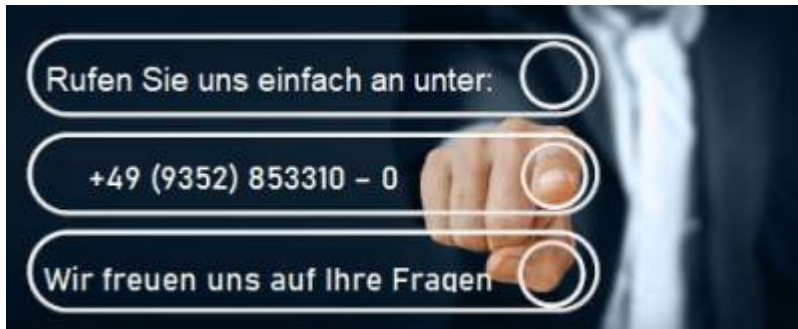 Rufen Sie uns einfach an unter:
+49 (9352) 853310 – 0
Wir freuen uns auf Ihre Fragen